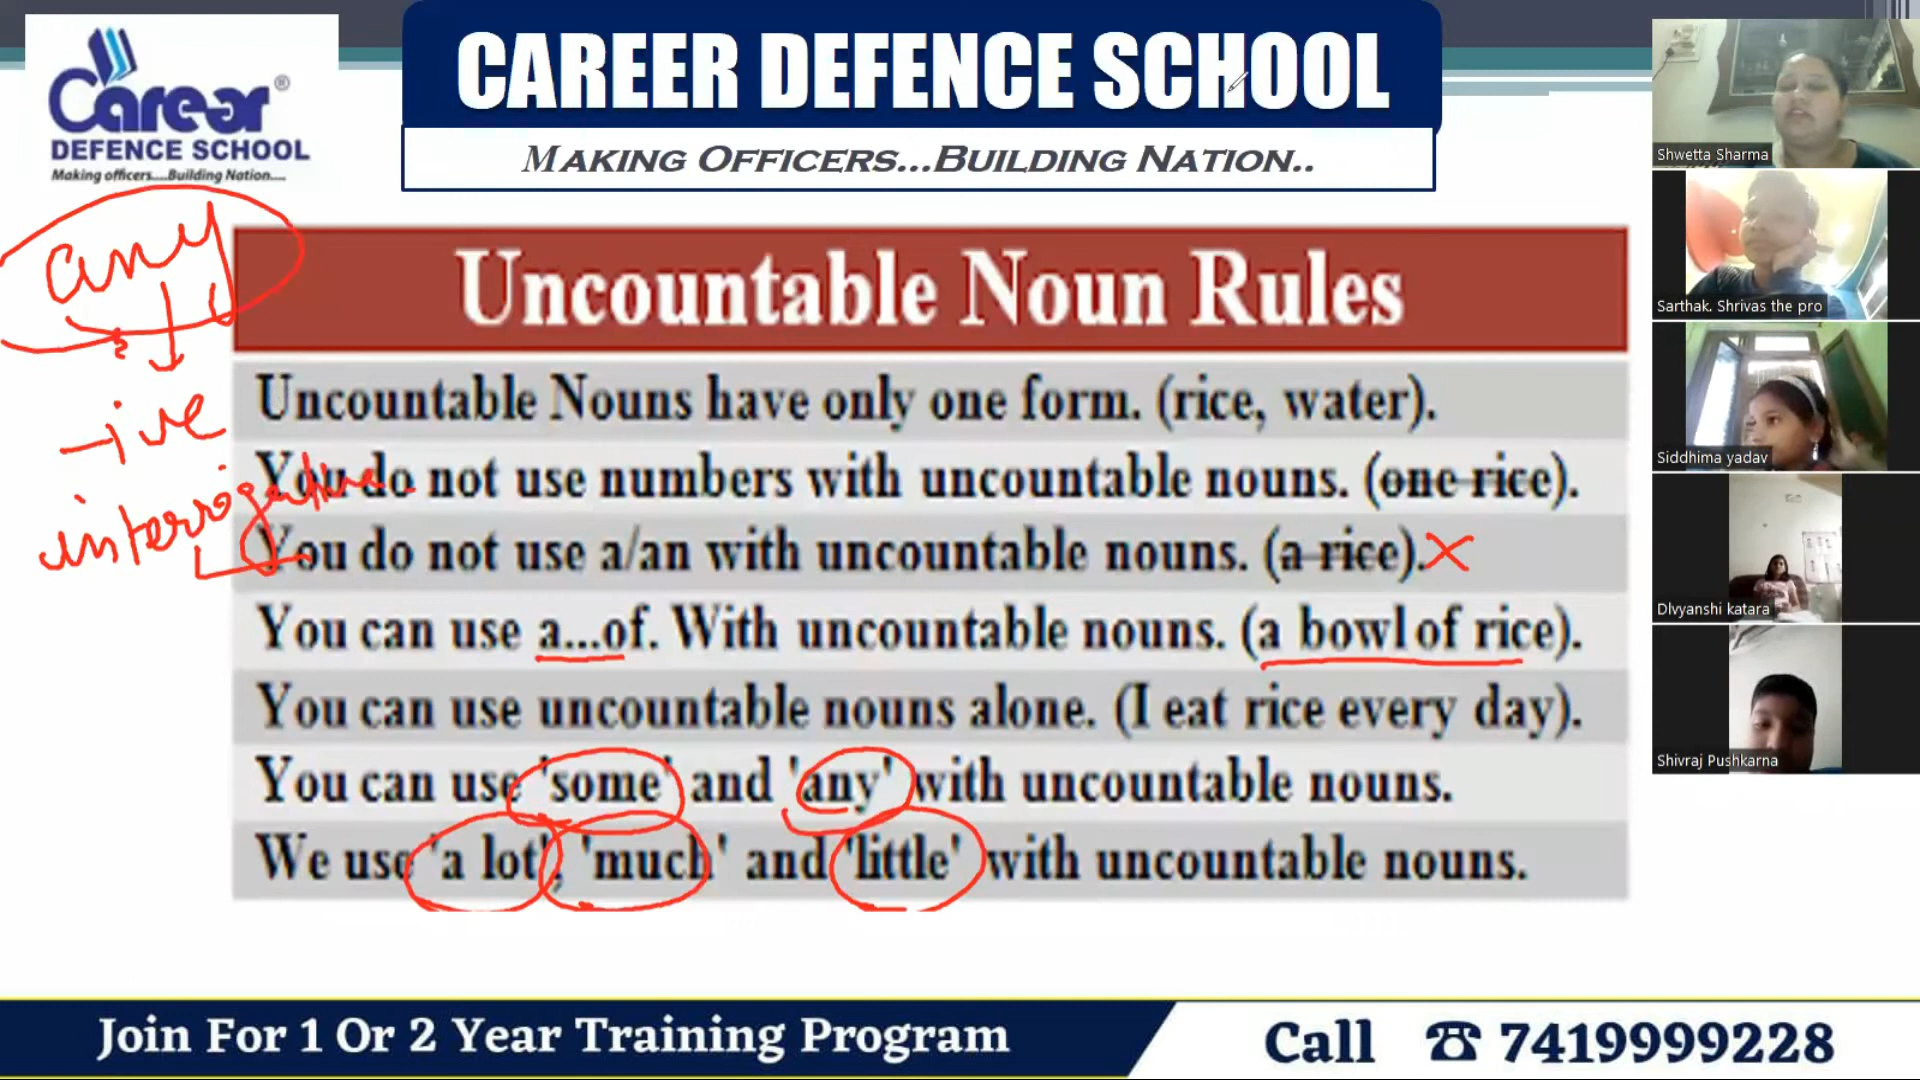 Career ®
DEFENCE SCHOOL
Making officers....Building Nation....
CAREER DEFENCE SCHOOL
MAKING OFFICERS...BUILDING NATION..
any
-ive
interrogative
Uncountable Noun Rules
Uncountable Nouns have only one form. (rice, water).
You do not use numbers with uncountable nouns. (one rice).
You do not use a/an with uncountable nouns. (a rice). X
You can use a...of. With uncountable nouns. (a bowl of rice).
You can use uncountable nouns alone. (I eat rice every day).
You can use 'some' and 'any' with uncountable nouns.
We use 'a lot', 'much' and 'little' with uncountable nouns.
Shwetta Sharma
Sarthak. Shrivas the pro
Siddhima yadav
DIvyanshi katara
Shivraj Pushkarna
Join For 1 Or 2 Year Training Program
Call ☎ 7419999228